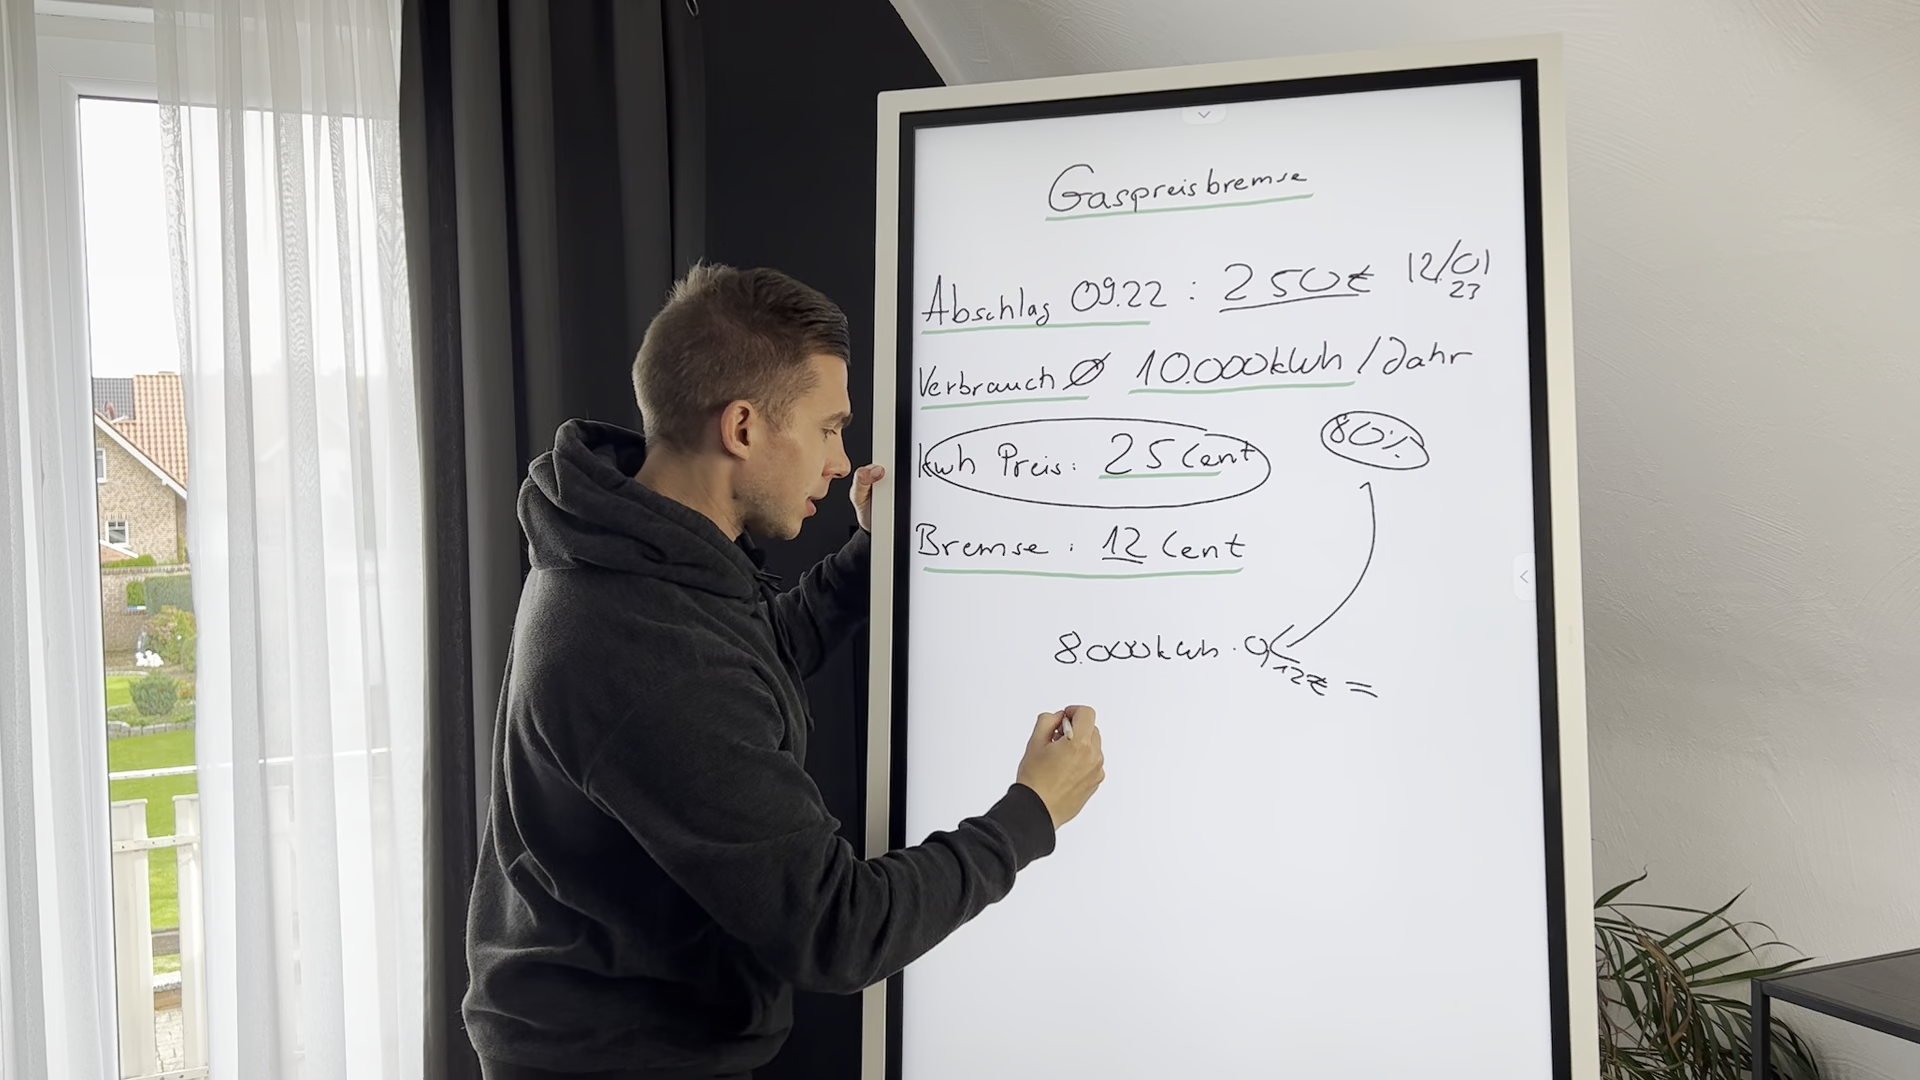 Gaspreisbremse
Abschlag 09.22 : 250€ 12/01
23
Verbrauch Ø 10.000kWh /Jahr
kwh Preis: 25 Cent 80%
Bremse : 12 Cent
8.000kwh · 0,12€ =